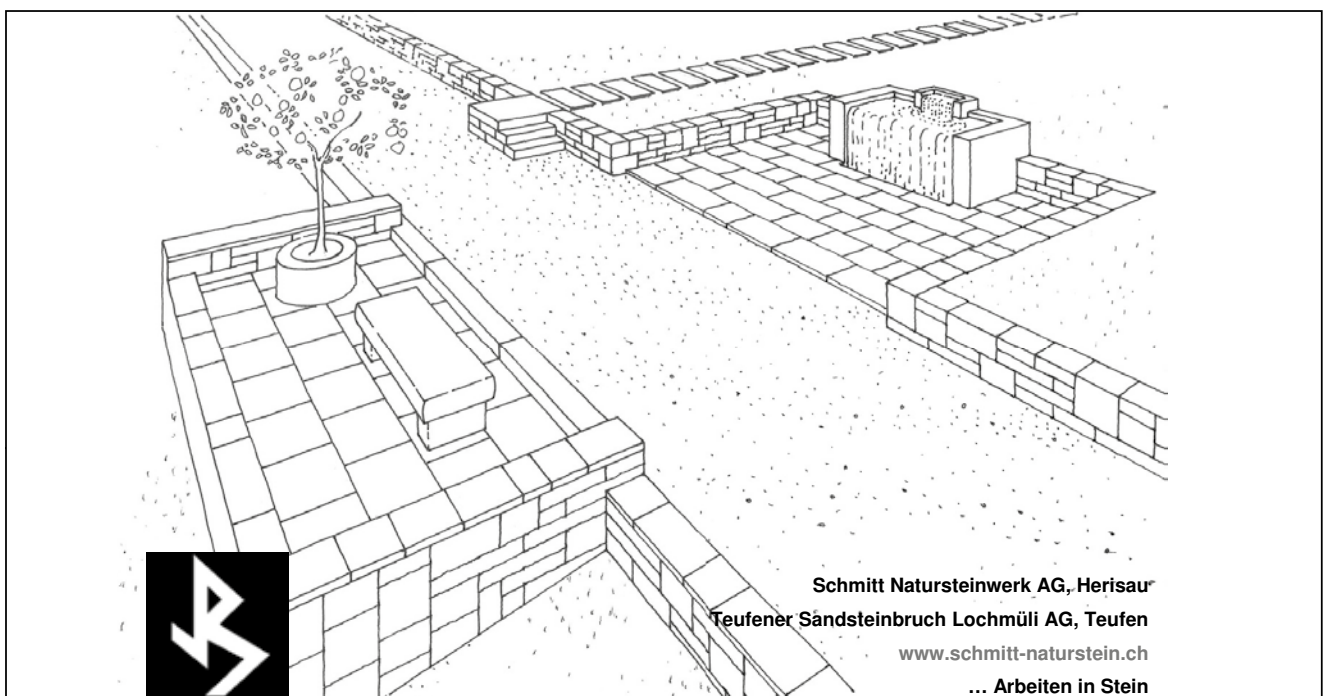 Schmitt Natursteinwerk AG, Herisau
Teufener Sandsteinbruch Lochmüli AG, Teufen
www.schmitt-naturstein.ch
... Arbeiten in Stein